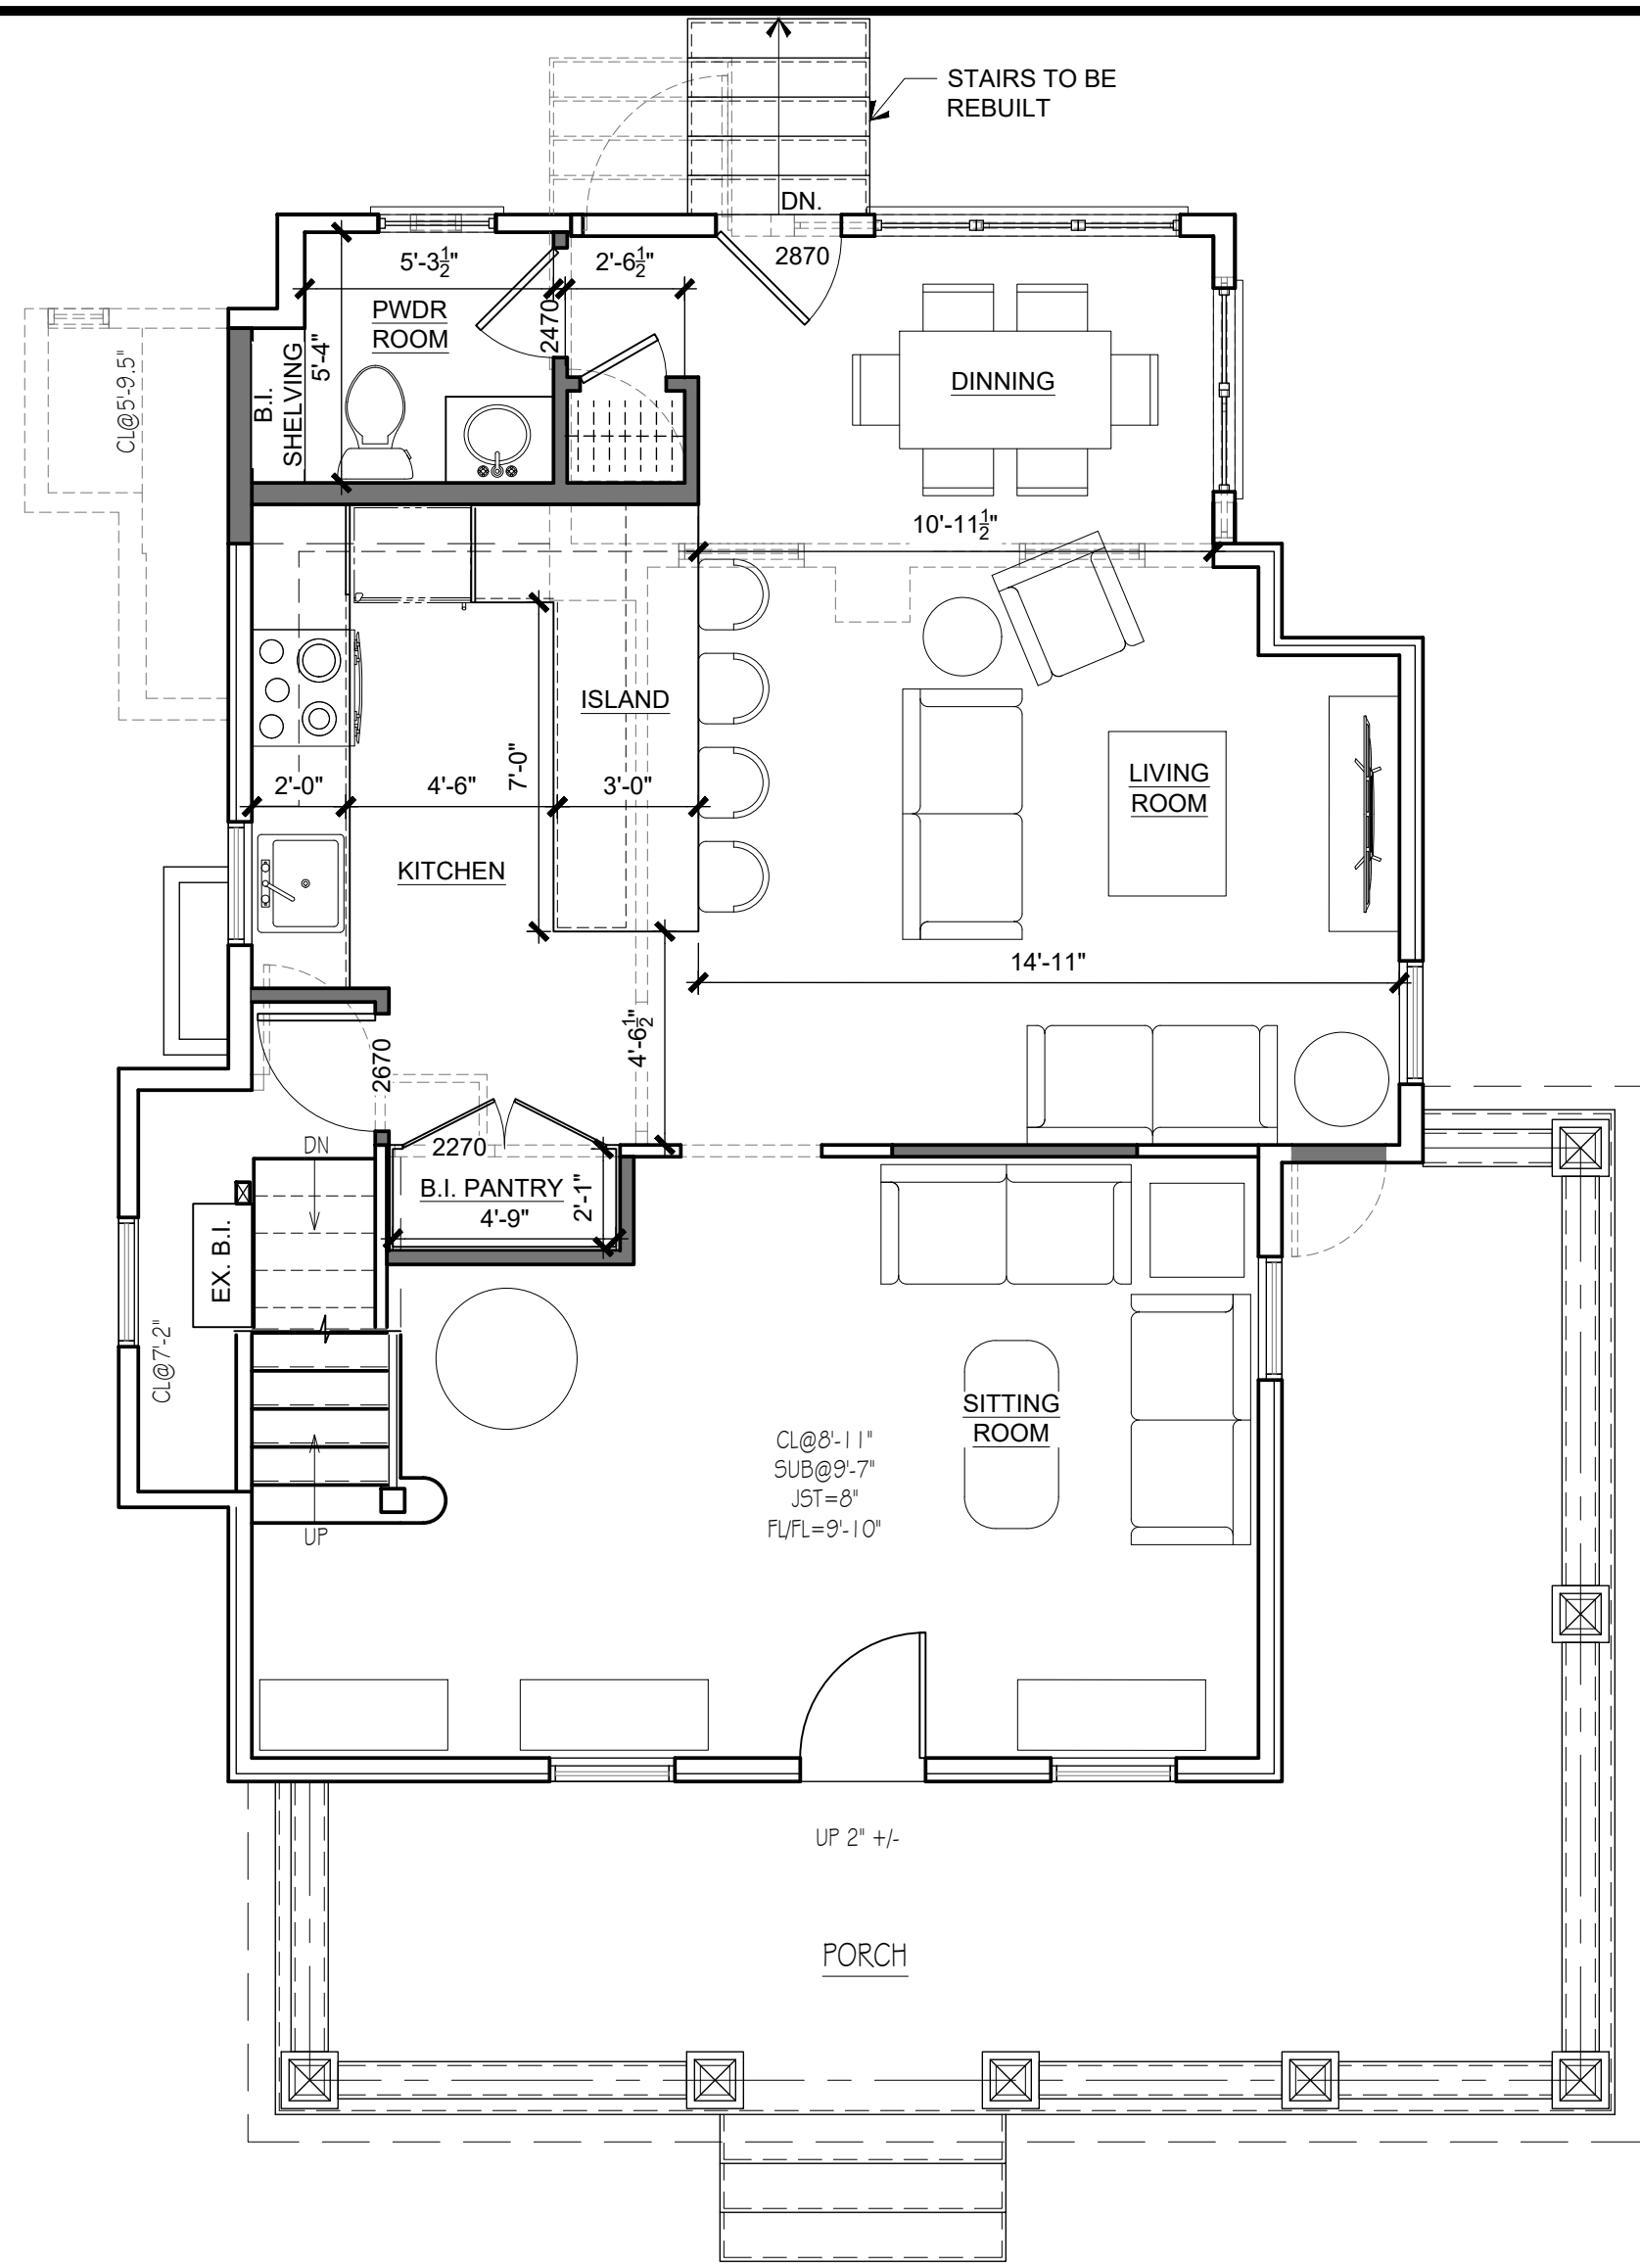 STAIRS TO BE
REBUILT
DN.
2870
5'-3½"
2'-6½"
PWDR
ROOM
2470
5'-4"
B.I.
SHELVING
CL@5'-9.5"
DINNING
10'-11½"
ISLAND
7'-0"
2'-0"
4'-6"
3'-0"
LIVING
ROOM
KITCHEN
14'-11"
4'-6½"
2670
DN
2270
B.I. PANTRY
4'-9"
2'-1"
EX. B.I.
CL@7'-2"
SITTING
ROOM
CL@8'-11"
SUB@9'-7"
JST=8"
FL/FL=9'-10"
UP
UP 2" +/-
PORCH